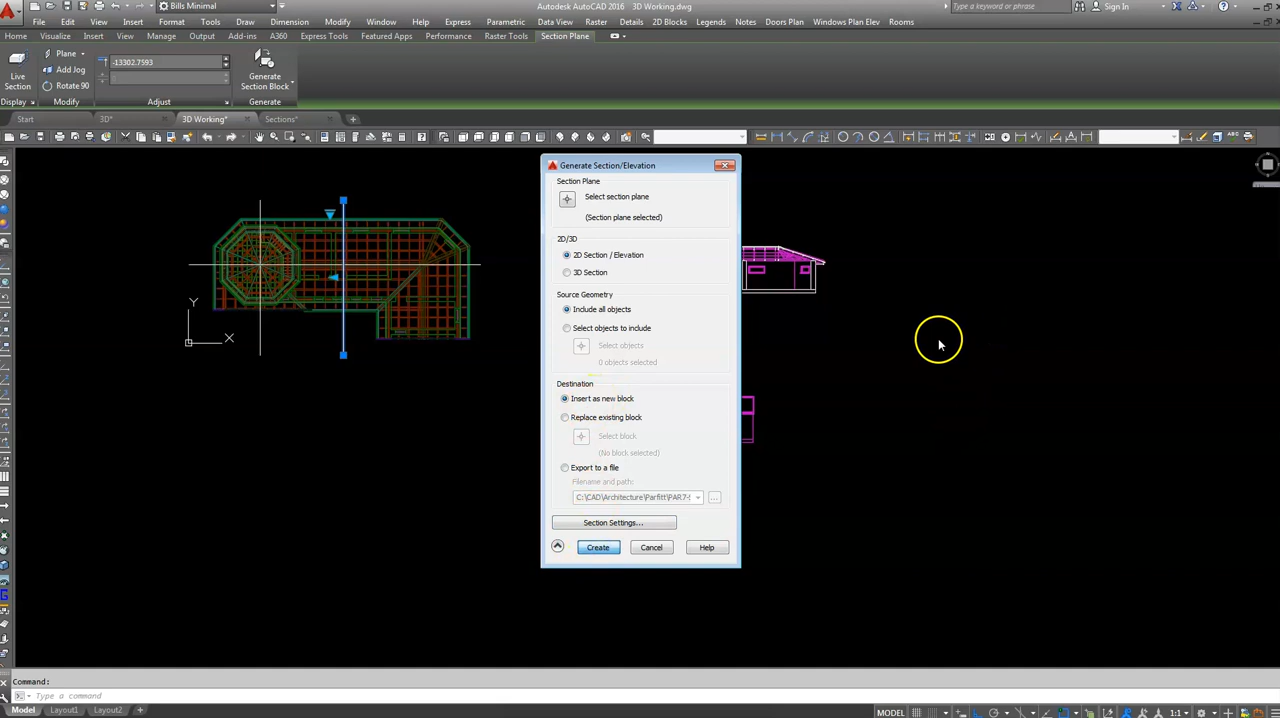 Bills Minimal
Autodesk AutoCAD 2016   3D Working.dwg
Type a keyword or phrase
Sign In
File Edit View Insert Format Tools Draw Dimension Modify Window Help Express Parametric Data View Raster Details 2D Blocks Legends Notes Doors Plan Windows Plan Elev Rooms
Home Visualize Insert View Manage Output Add-ins A360 Express Tools Featured Apps Performance Raster Tools Section Plane
Live Section
Plane
Add Jog
Rotate 90
-13302.7593
Generate Section Block
Display Modify Adjust Generate
Start 3D* 3D Working* Sections*
Generate Section/Elevation
Section Plane
Select section plane
(Section plane selected)
2D/3D
2D Section / Elevation
3D Section
Source Geometry
Include all objects
Select objects to include
Select objects
0 objects selected
Destination
Insert as new block
Replace existing block
Select block
(No block selected)
Export to a file
Filename and path:
C:\CAD\Architecture\Parfitt\PAR7-
...
Section Settings...
Create Cancel Help
Y
X
Command:
Type a command
Model Layout1 Layout2
MODEL
1:1